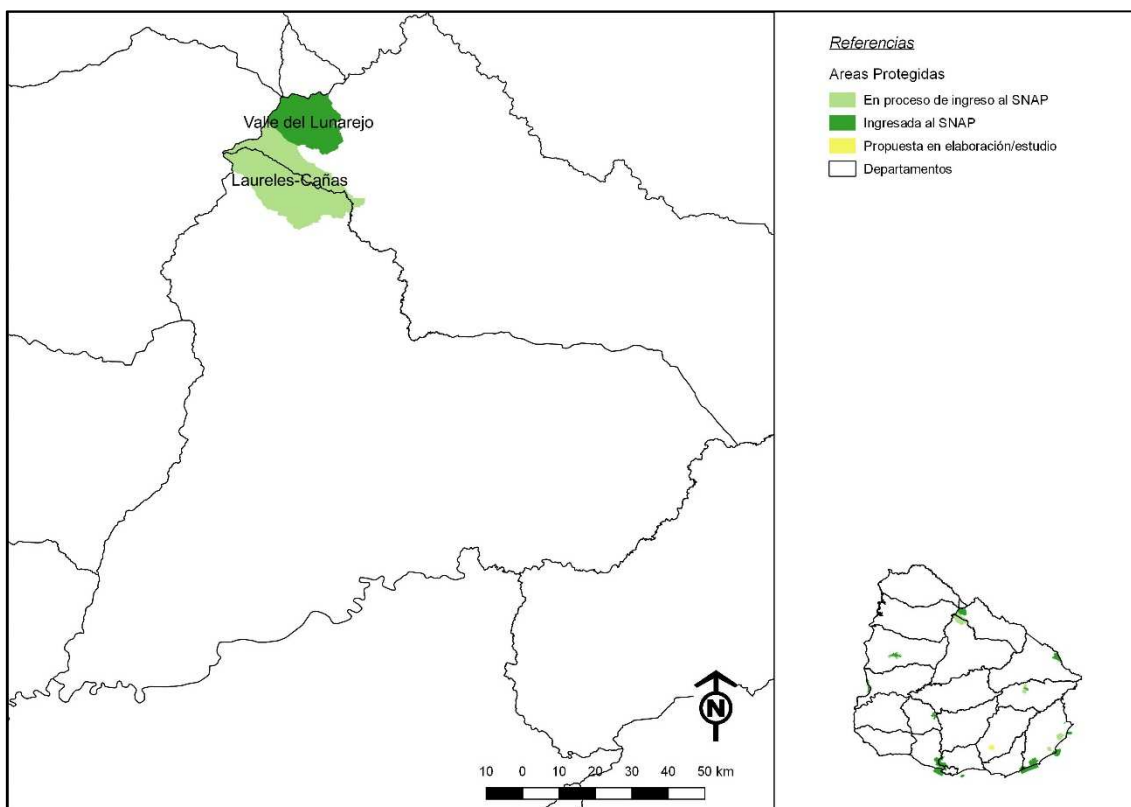 Valle del Lunarejo
Laureles-Cañas
N
10 0 10 20 30 40 50 km
Referencias
Areas Protegidas
En proceso de ingreso al SNAP
Ingresada al SNAP
Propuesta en elaboración/estudio
Departamentos